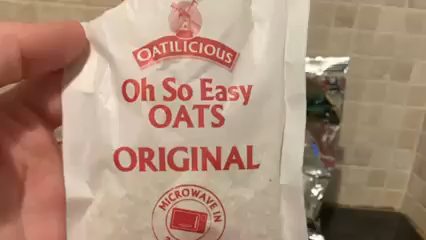 OATILICIOUS
Oh So Easy
OATS
ORIGINAL
MICROWAVE IN